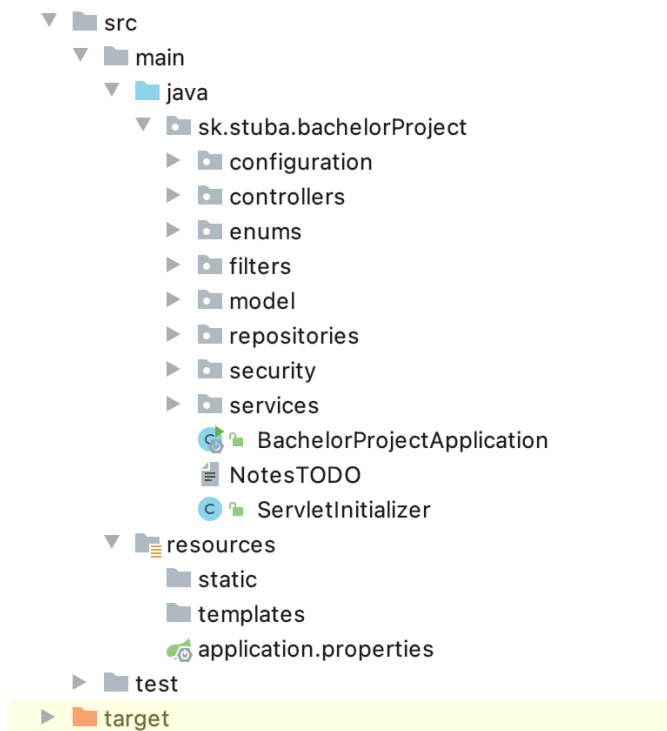 src
main
java
sk.stuba.bachelorProject
configuration
controllers
enums
filters
model
repositories
security
services
BachelorProjectApplication
NotesTODO
ServletInitializer
resources
static
templates
application.properties
test
target